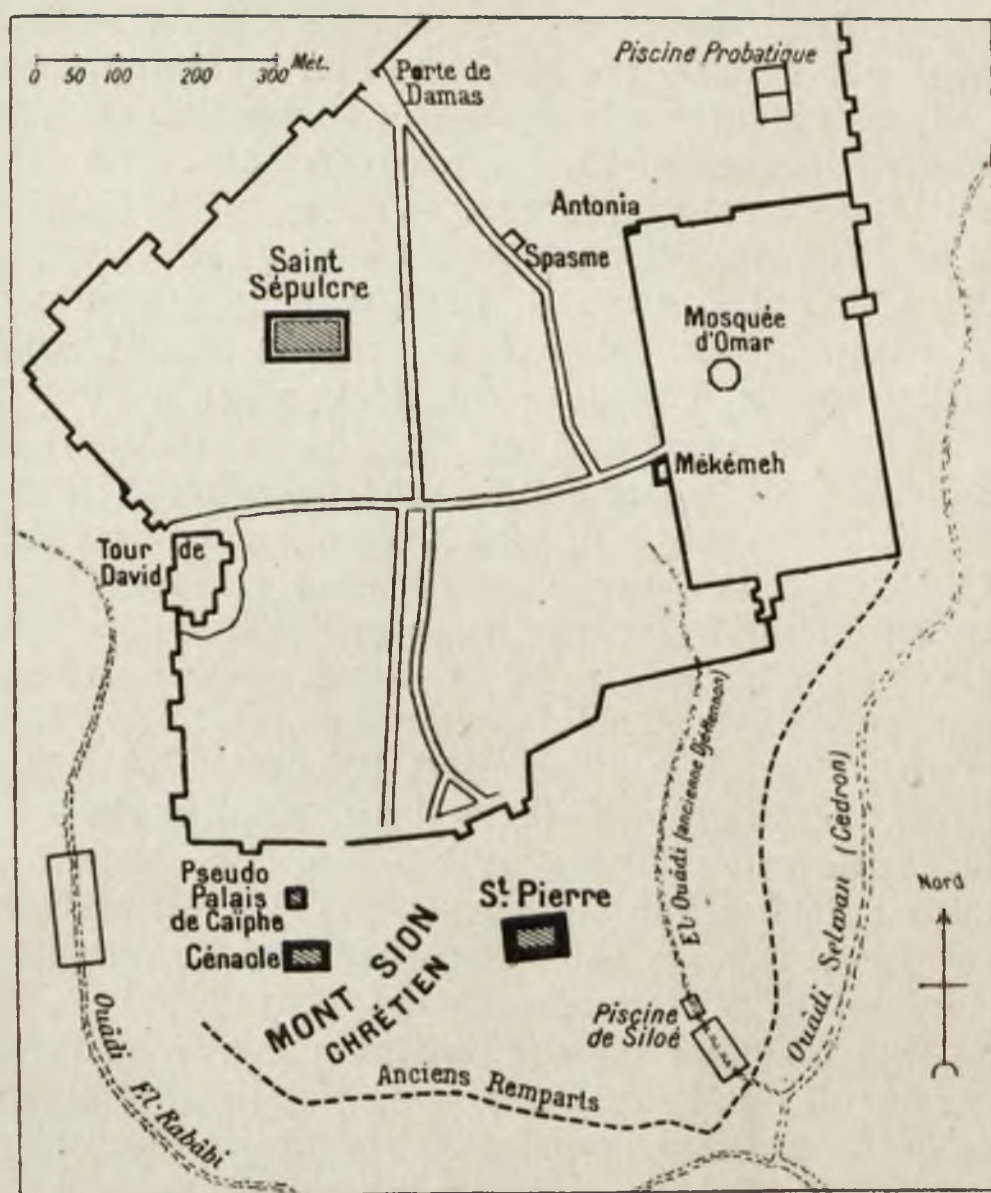 0 50 100 200 300 Mét.
Porte de
Damas
Piscine Probatique
Antonia
Spasme
Saint
Sépulcre
Mosquée
d'Omar
Mékémeh
Tour de
David
El Ouâdi (ancienne Géhennon)
Ouâdi Selwan (Cédron)
Nord
Pseudo
Palais
de Caïphe
St. Pierre
Cénacle
MONT SION
CHRÉTIEN
Piscine
de Siloé
Anciens Remparts
Ouâdi El-Rabâbi